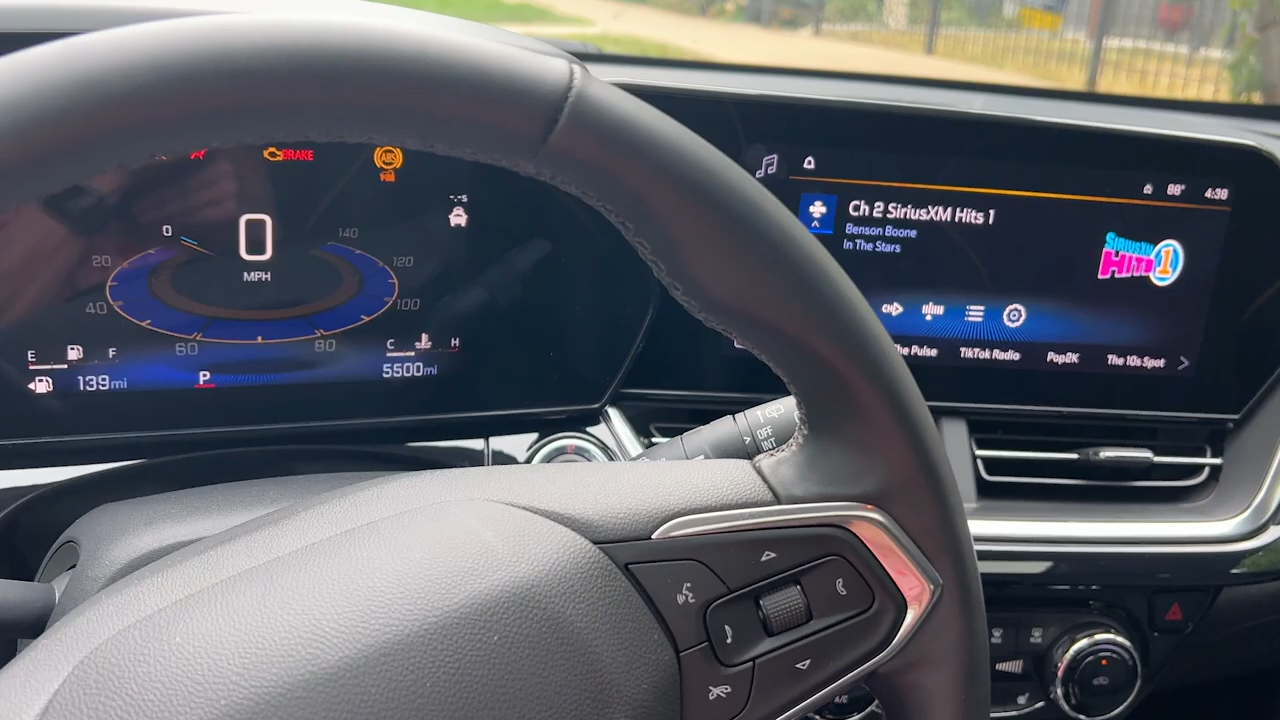 BRAKE
ABS
0
MPH
0
20
40
60
80
100
120
140
E F
139mi
P
C H
5500mi
88° 4:38
Ch 2 SiriusXM Hits 1
Benson Boone
In The Stars
SIRIUSXM
HITS 1
CH
The Pulse TikTok Radio Pop2K The 10s Spot
OFF
INT
A/C